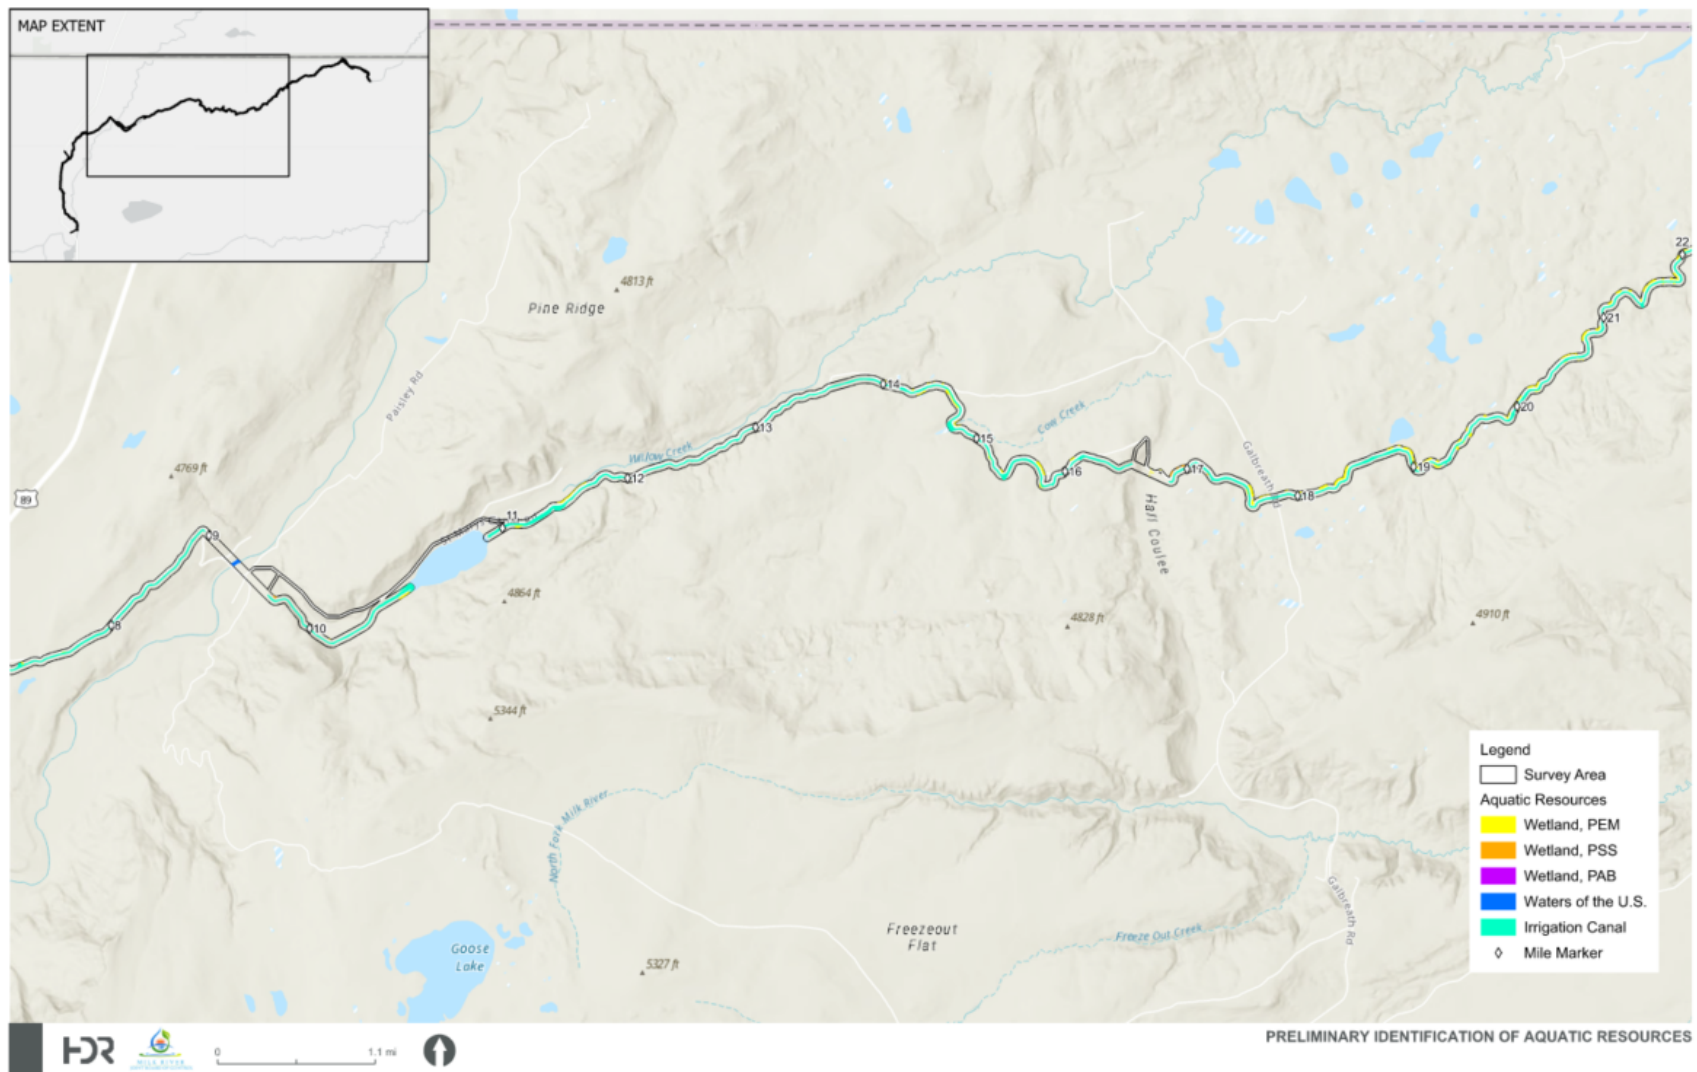 MAP EXTENT
22
4813 ft
Pine Ridge
21
Paisley Rd
14
20
13
Cow Creek
15
Willow Creek
Galbreath Rd
4769 ft
12
16
17
19
89
18
11
Hall Coulee
9
4864 ft
8
10
4828 ft
4910 ft
5344 ft
North Fork Milk River
Legend
Survey Area
Aquatic Resources
Wetland, PEM
Wetland, PSS
Wetland, PAB
Waters of the U.S.
Irrigation Canal
Mile Marker
Galbreath Rd
Freezeout
Flat
Freeze Out Creek
Goose
Lake
5327 ft
HDR
MILK RIVER
0
1.1 mi
PRELIMINARY IDENTIFICATION OF AQUATIC RESOURCES